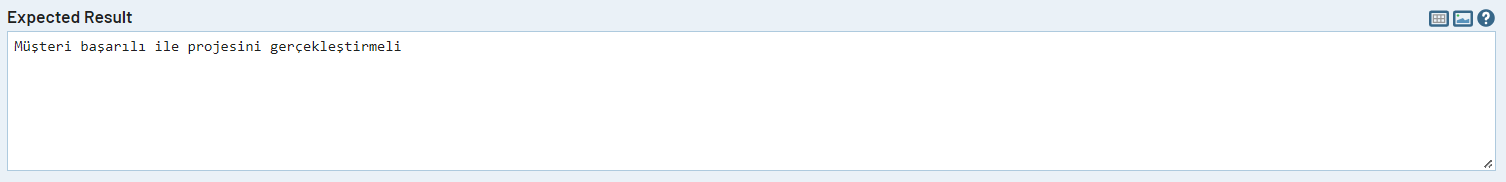 Expected Result
Müşteri başarılı ile projesini gerçekleştirmeli